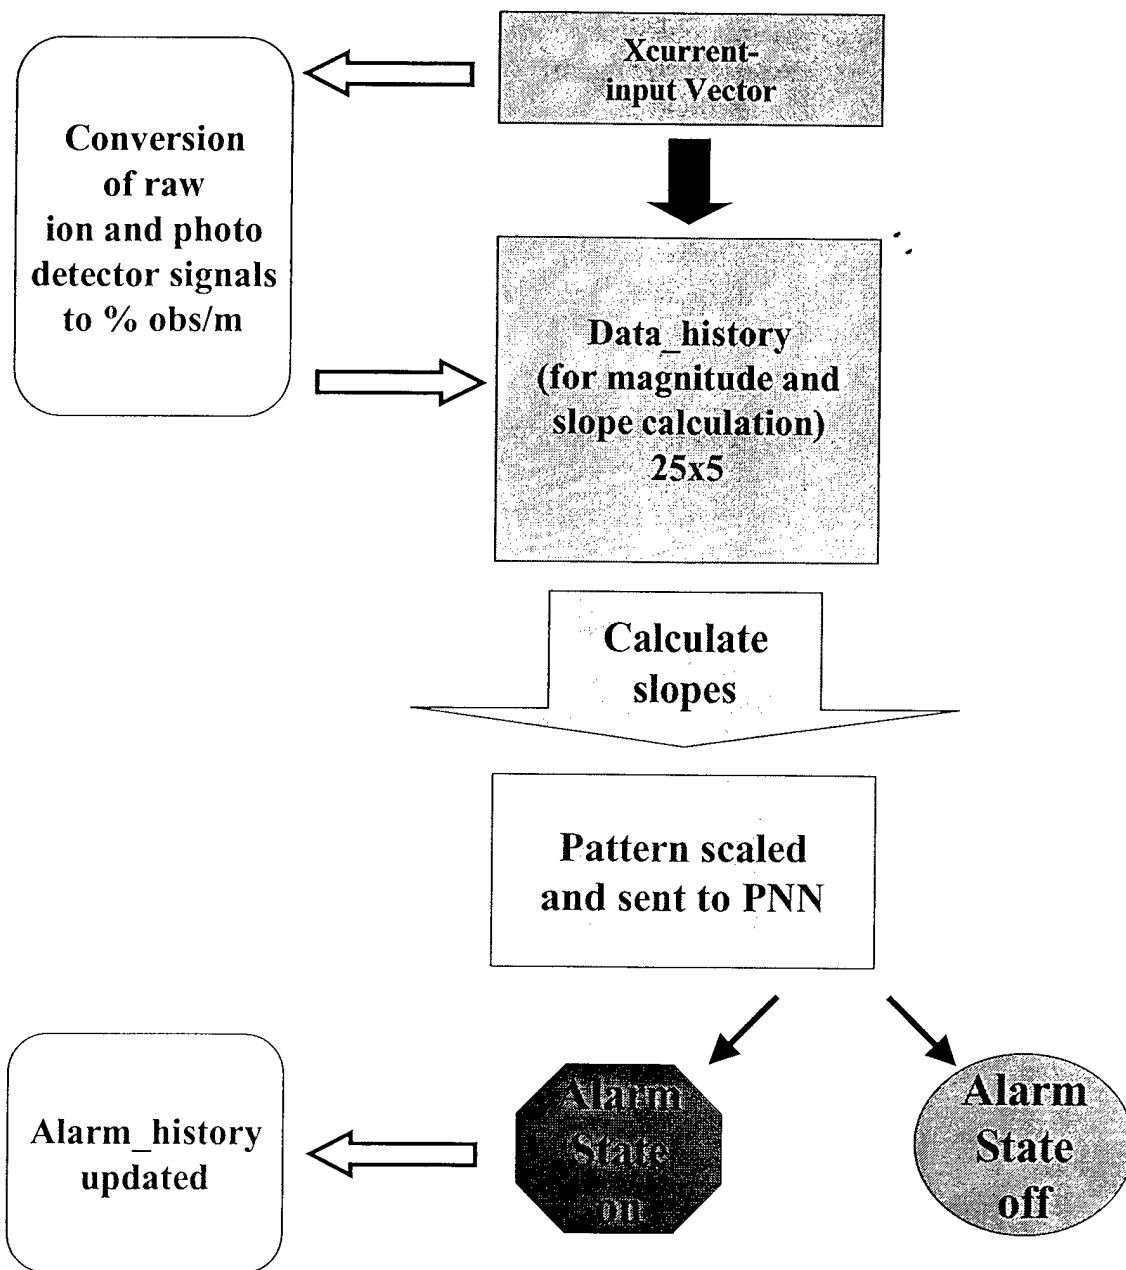 Xcurrent-
input Vector
Conversion
of raw
ion and photo
detector signals
to % obs/m
Data_history
(for magnitude and
slope calculation)
25x5
Calculate
slopes
Pattern scaled
and sent to PNN
Alarm_history
updated
Alarm
State
on
Alarm
State
off